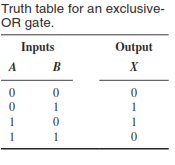 Truth table for an exclusive-
OR gate.
Inputs Output
A B X
0 0 0
0 1 1
1 0 1
1 1 0